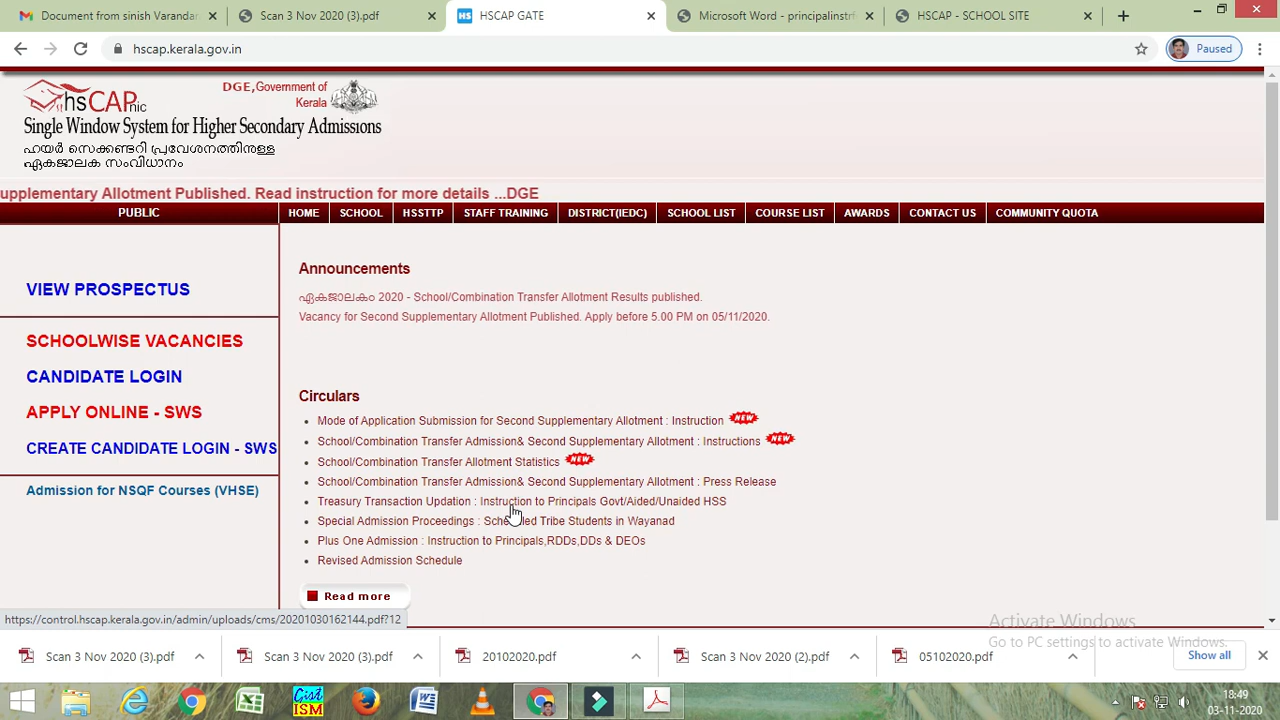 Document from sinish Varandar
Scan 3 Nov 2020 (3).pdf
HSCAP GATE
Microsoft Word - principalinstrf
HSCAP - SCHOOL SITE
hscap.kerala.gov.in
Paused
hsCAPnic
DGE,Government of
Kerala
Single Window System for Higher Secondary Admissions
ഹയർ സെക്കണ്ടറി പ്രവേശനത്തിനുള്ള
ഏകജാലക സംവിധാനം
upplementary Allotment Published. Read instruction for more details ...DGE
PUBLIC
HOME
SCHOOL
HSSTTP
STAFF TRAINING
DISTRICT(IEDC)
SCHOOL LIST
COURSE LIST
AWARDS
CONTACT US
COMMUNITY QUOTA
VIEW PROSPECTUS
SCHOOLWISE VACANCIES
CANDIDATE LOGIN
APPLY ONLINE - SWS
CREATE CANDIDATE LOGIN - SWS
Admission for NSQF Courses (VHSE)
Announcements
ഏകജാലകം 2020 - School/Combination Transfer Allotment Results published.
Vacancy for Second Supplementary Allotment Published. Apply before 5.00 PM on 05/11/2020.
Circulars
Mode of Application Submission for Second Supplementary Allotment : Instruction NEW
School/Combination Transfer Admission& Second Supplementary Allotment : Instructions NEW
School/Combination Transfer Allotment Statistics NEW
School/Combination Transfer Admission& Second Supplementary Allotment : Press Release
Treasury Transaction Updation : Instruction to Principals Govt/Aided/Unaided HSS
Special Admission Proceedings : Scheduled Tribe Students in Wayanad
Plus One Admission : Instruction to Principals,RDDs,DDs & DEOs
Revised Admission Schedule
Read more
https://control.hscap.kerala.gov.in/admin/uploads/cms/20201030162144.pdf?12
Activate Windows
Go to PC settings to activate Windows.
Scan 3 Nov 2020 (3).pdf
Scan 3 Nov 2020 (3).pdf
20102020.pdf
Scan 3 Nov 2020 (2).pdf
05102020.pdf
Show all
Gist
ISM
18:49
03-11-2020